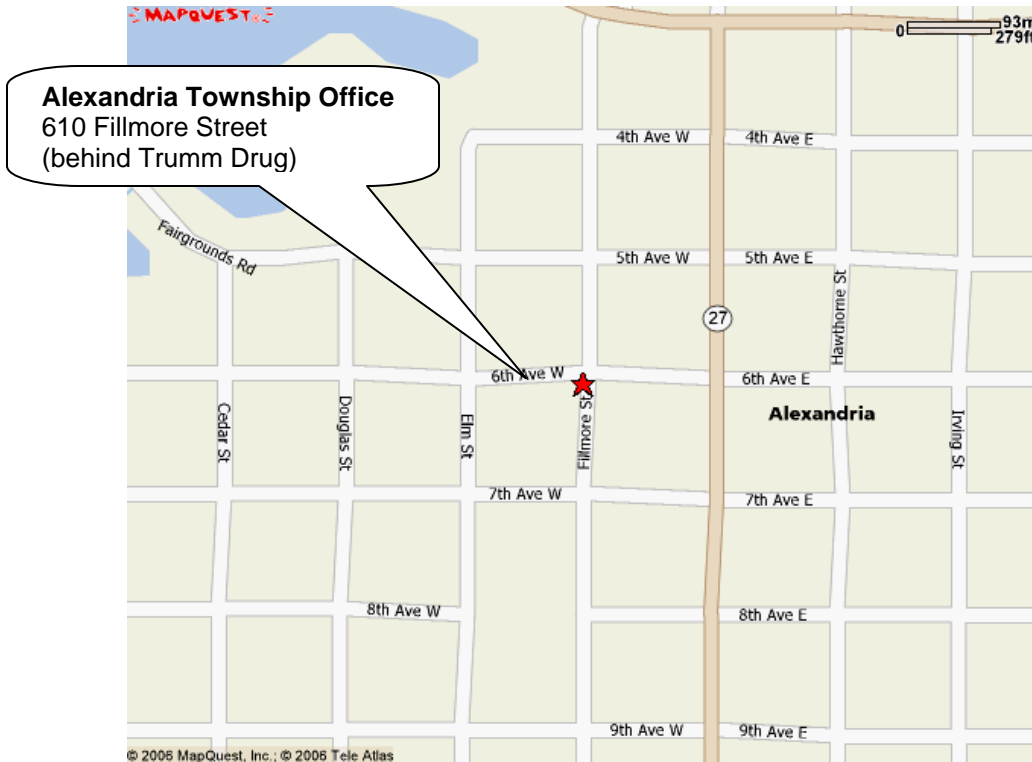 MAPQUEST
0
93m
279ft
Alexandria Township Office
610 Fillmore Street
(behind Trumm Drug)
4th Ave W
4th Ave E
Fairgrounds Rd
5th Ave W
5th Ave E
Hawthorne St
27
6th Ave W
6th Ave E
Alexandria
Cedar St
Douglas St
Elm St
Fillmore St
Irving St
7th Ave W
7th Ave E
8th Ave W
8th Ave E
9th Ave W
9th Ave E
© 2006 MapQuest, Inc.; © 2006 Tele Atlas